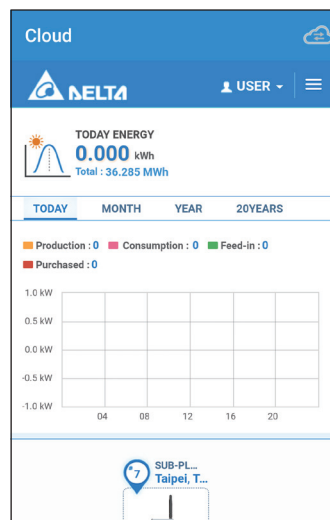 Cloud
DELTA
USER
TODAY ENERGY
0.000 kWh
Total : 36.285 MWh
TODAY MONTH YEAR 20YEARS
Production : 0 Consumption : 0 Feed-in : 0
Purchased : 0
1.0 kW
0.5 kW
0.0 kW
-0.5 kW
-1.0 kW
04 08 12 16 20
SUB-PL...
#7 Taipei, T...